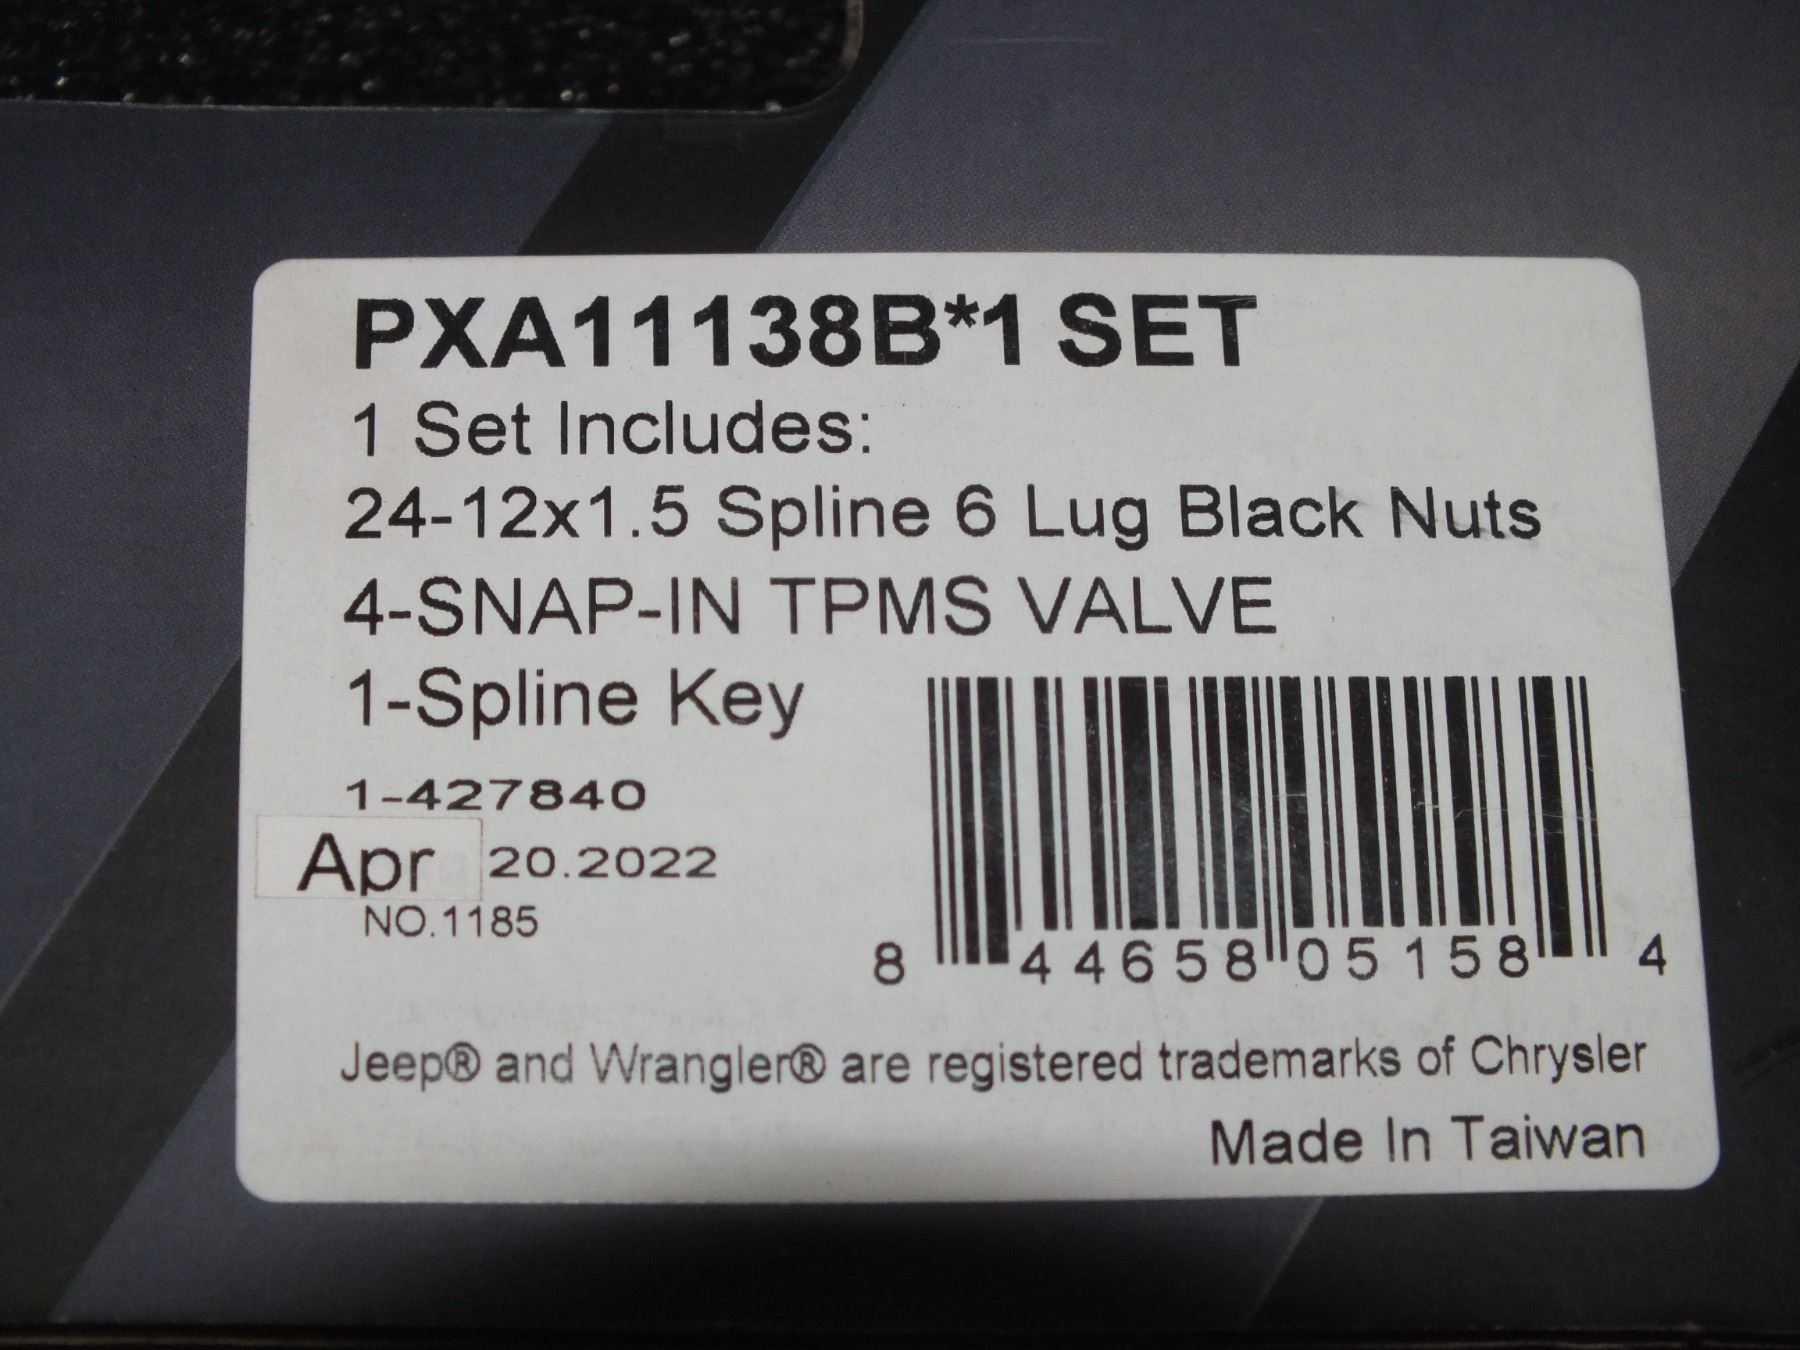 PXA11138B*1 SET
1 Set Includes:
24-12x1.5 Spline 6 Lug Black Nuts
4-SNAP-IN TPMS VALVE
1-Spline Key
1-427840
Apr 20.2022
NO.1185
8 44658 05158 4
Jeep® and Wrangler® are registered trademarks of Chrysler
Made In Taiwan